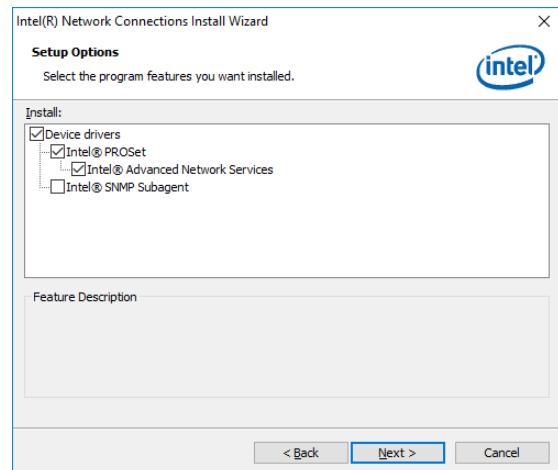 Intel(R) Network Connections Install Wizard
Setup Options
Select the program features you want installed.
intel
Install:
Device drivers
Intel® PROSet
Intel® Advanced Network Services
Intel® SNMP Subagent
Feature Description
< Back
Next >
Cancel